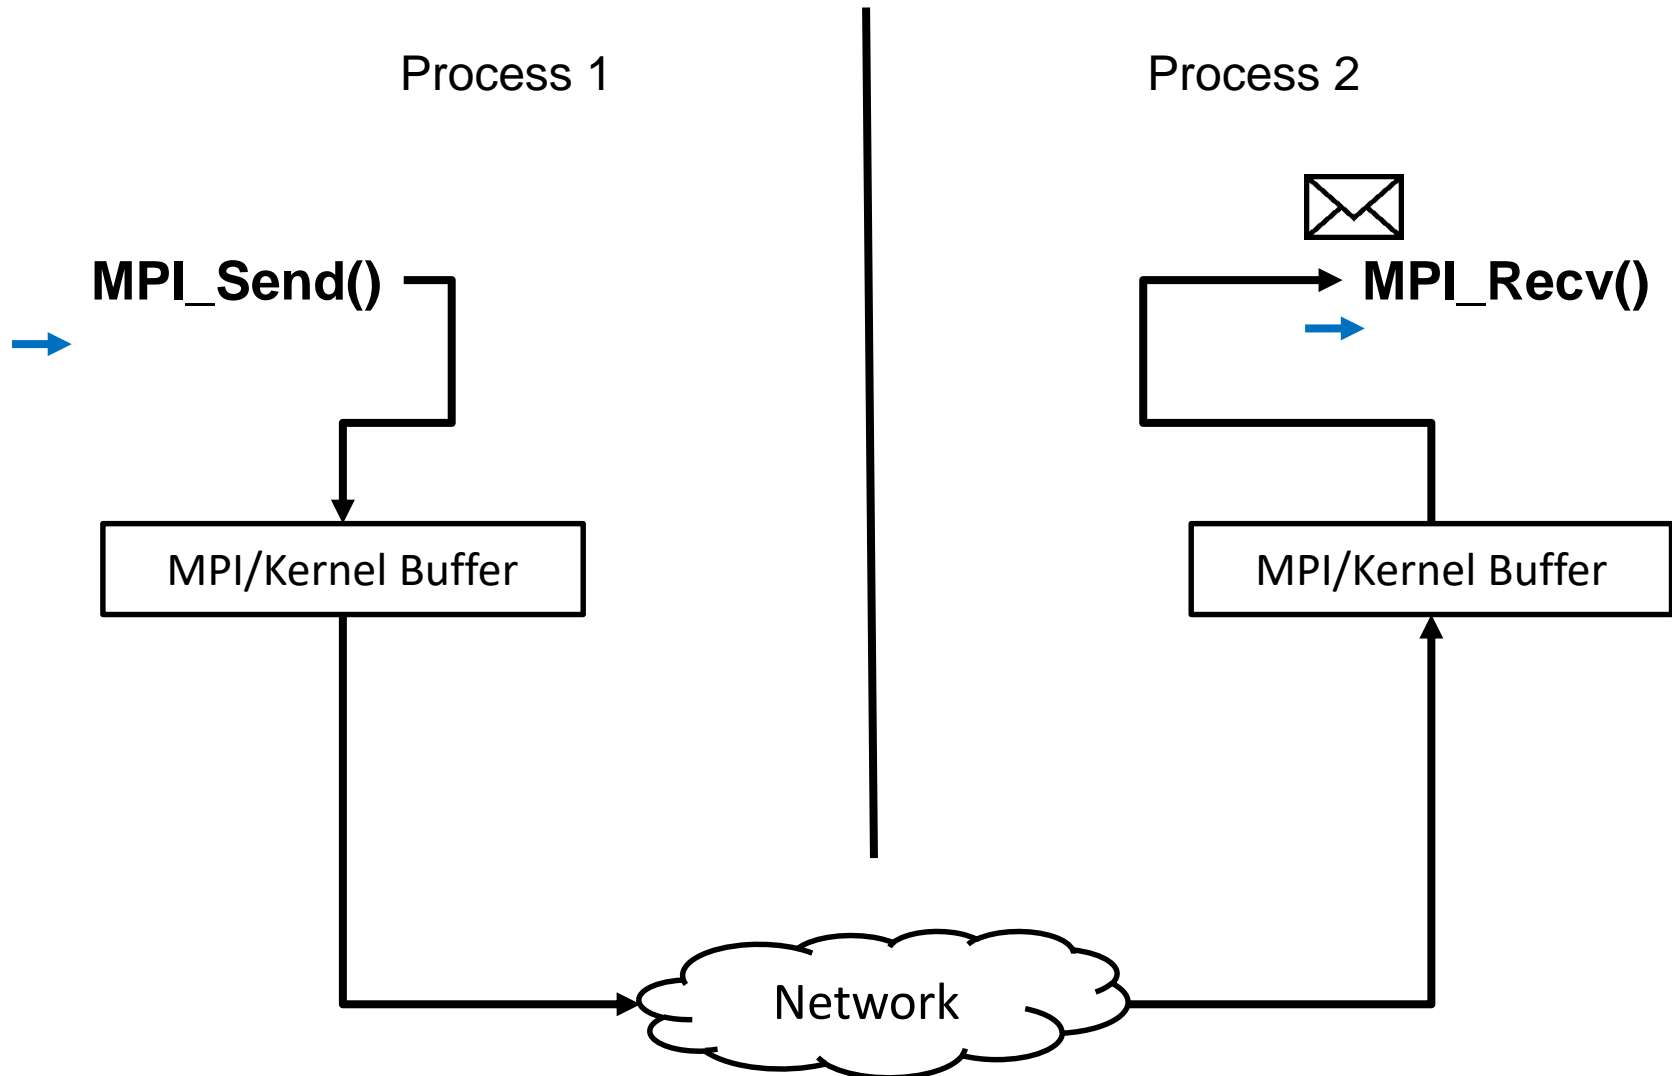 Process 1
Process 2
MPI_Send()
MPI_Recv()
MPI/Kernel Buffer
MPI/Kernel Buffer
Network